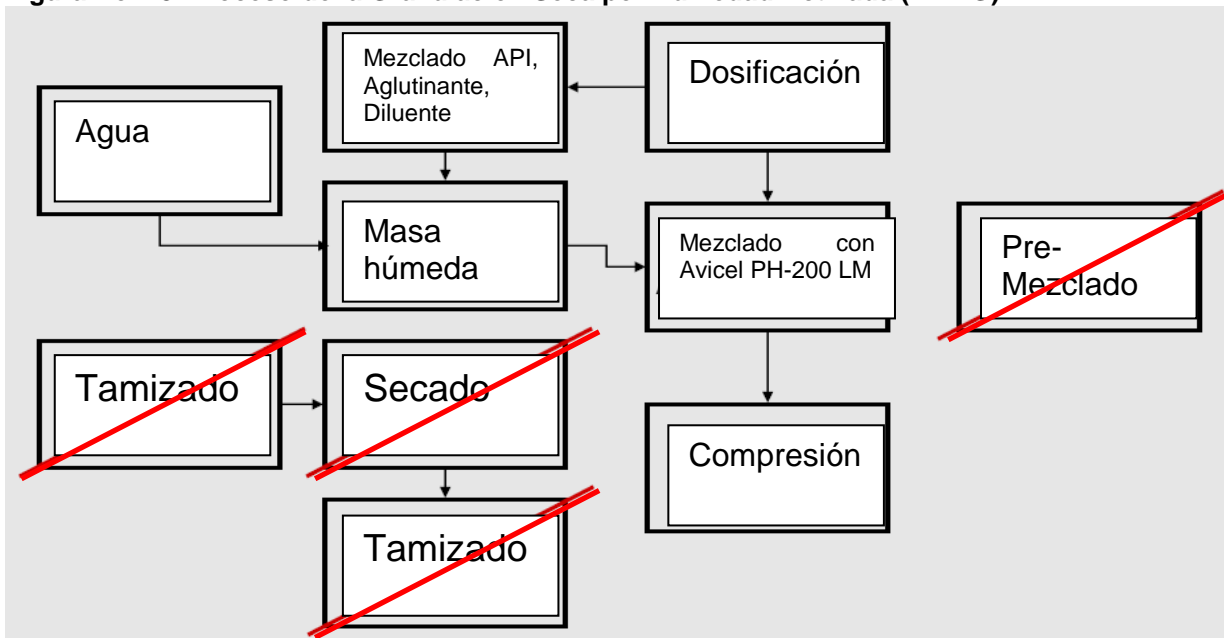 Mezclado API,
Aglutinante,
Diluente
Dosificación
Agua
Masa
húmeda
Mezclado con
Avicel PH-200 LM
Pre-
Mezclado
Tamizado
Secado
Compresión
Tamizado